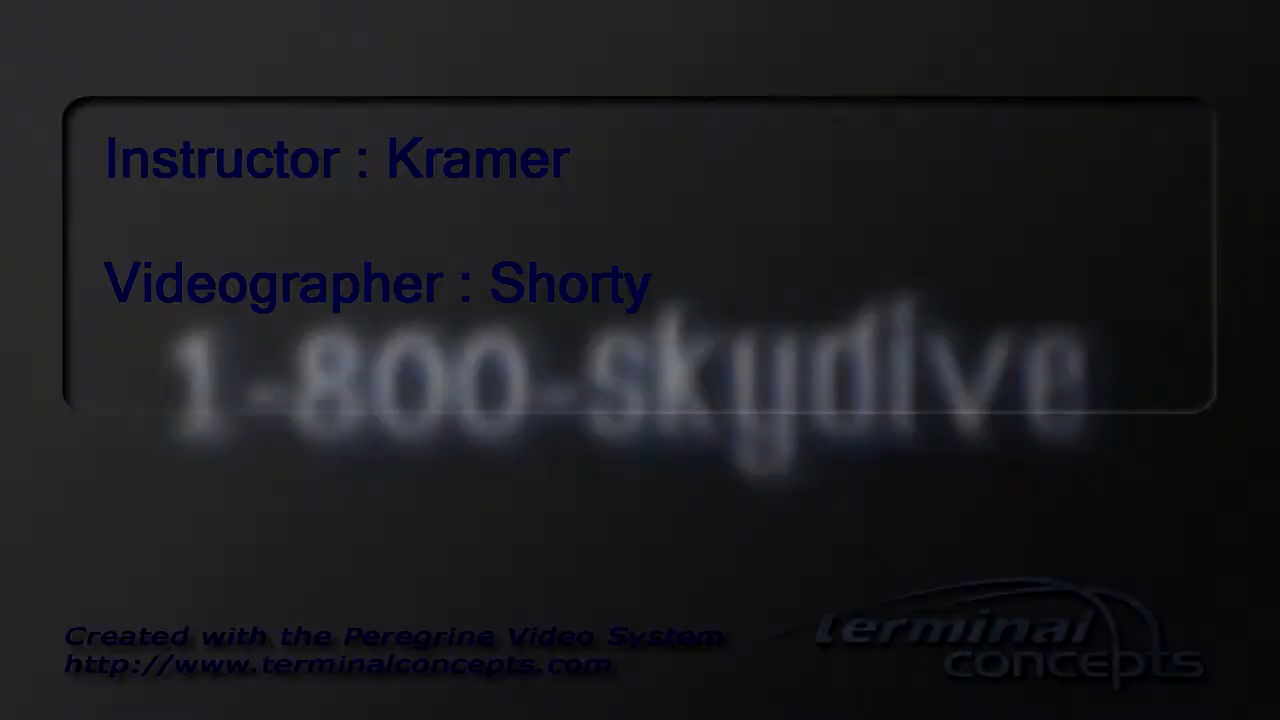 Instructor : Kramer
Videographer : Shorty
1-800-skydive
Created with the Peregrine Video System
http://www.terminalconcepts.com
terminal
concepts